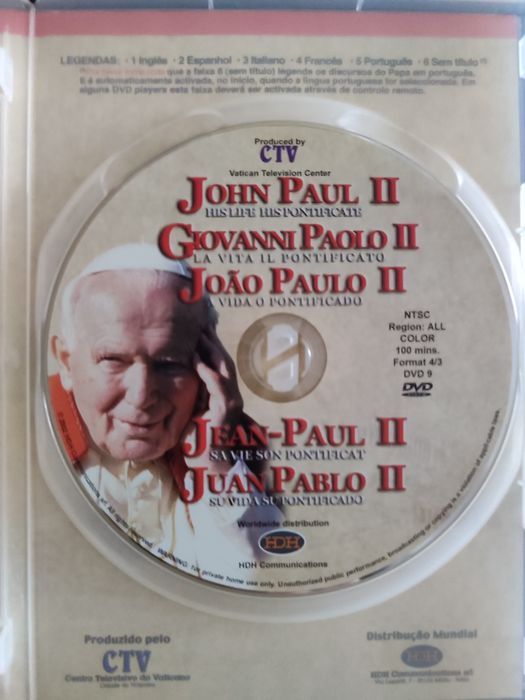 LEGENDAS: · 1 Inglês · 2 Espanhol · 3 Italiano · 4 Francês · 5 Português · 6 Sem título (*)
que a faixa 6 (sem título) legenda os discursos do Papa em português.
E é automaticamente activada, no início, quando a língua portuguesa for seleccionada. Em
alguns DVD players esta faixa deverá ser activada através de controlo remoto.
Produced by
CTV
Vatican Television Center
JOHN PAUL II
HIS LIFE HIS PONTIFICATE
GIOVANNI PAOLO II
LA VITA IL PONTIFICATO
JOÃO PAULO II
A VIDA O PONTIFICADO
NTSC
Region: ALL
COLOR
100 mins.
Format 4/3
DVD 9
DVD
JEAN-PAUL II
SA VIE SON PONTIFICAT
JUAN PABLO II
SU VIDA SU PONTIFICADO
Worldwide distribution
HDH
HDH Communications
All rights reserved. WARNING: for private home use only. Unauthorized public performance, broadcasting or copying is a violation of applicable laws.
Produzido pelo
CTV
Centro Televisivo do Vaticano
Distribuição Mundial
HDH
HDH Communications srl